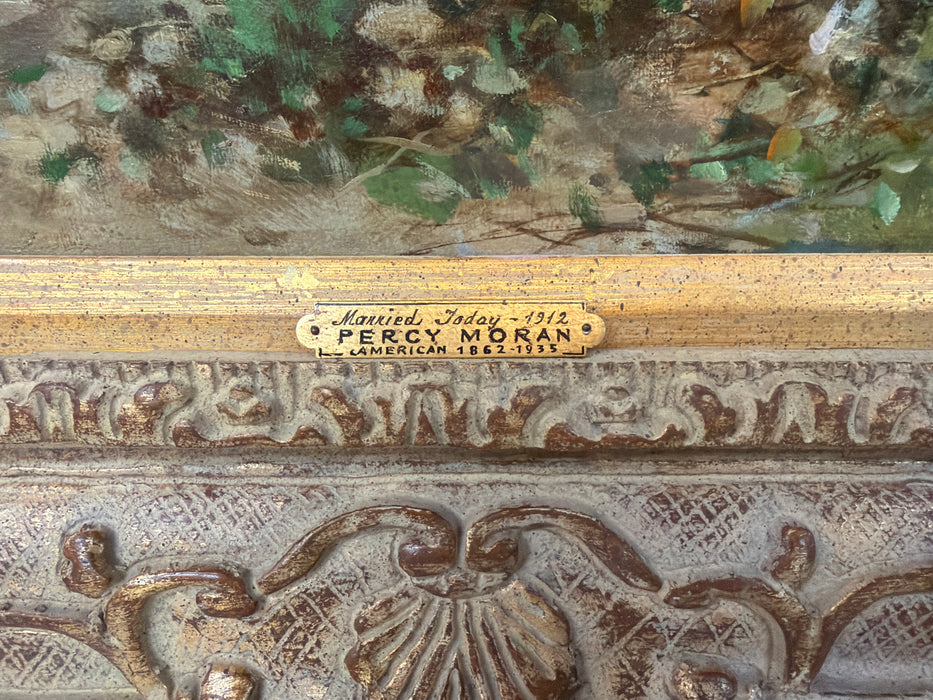 Married Today - 1912
PERCY MORAN
AMERICAN 1862-1935